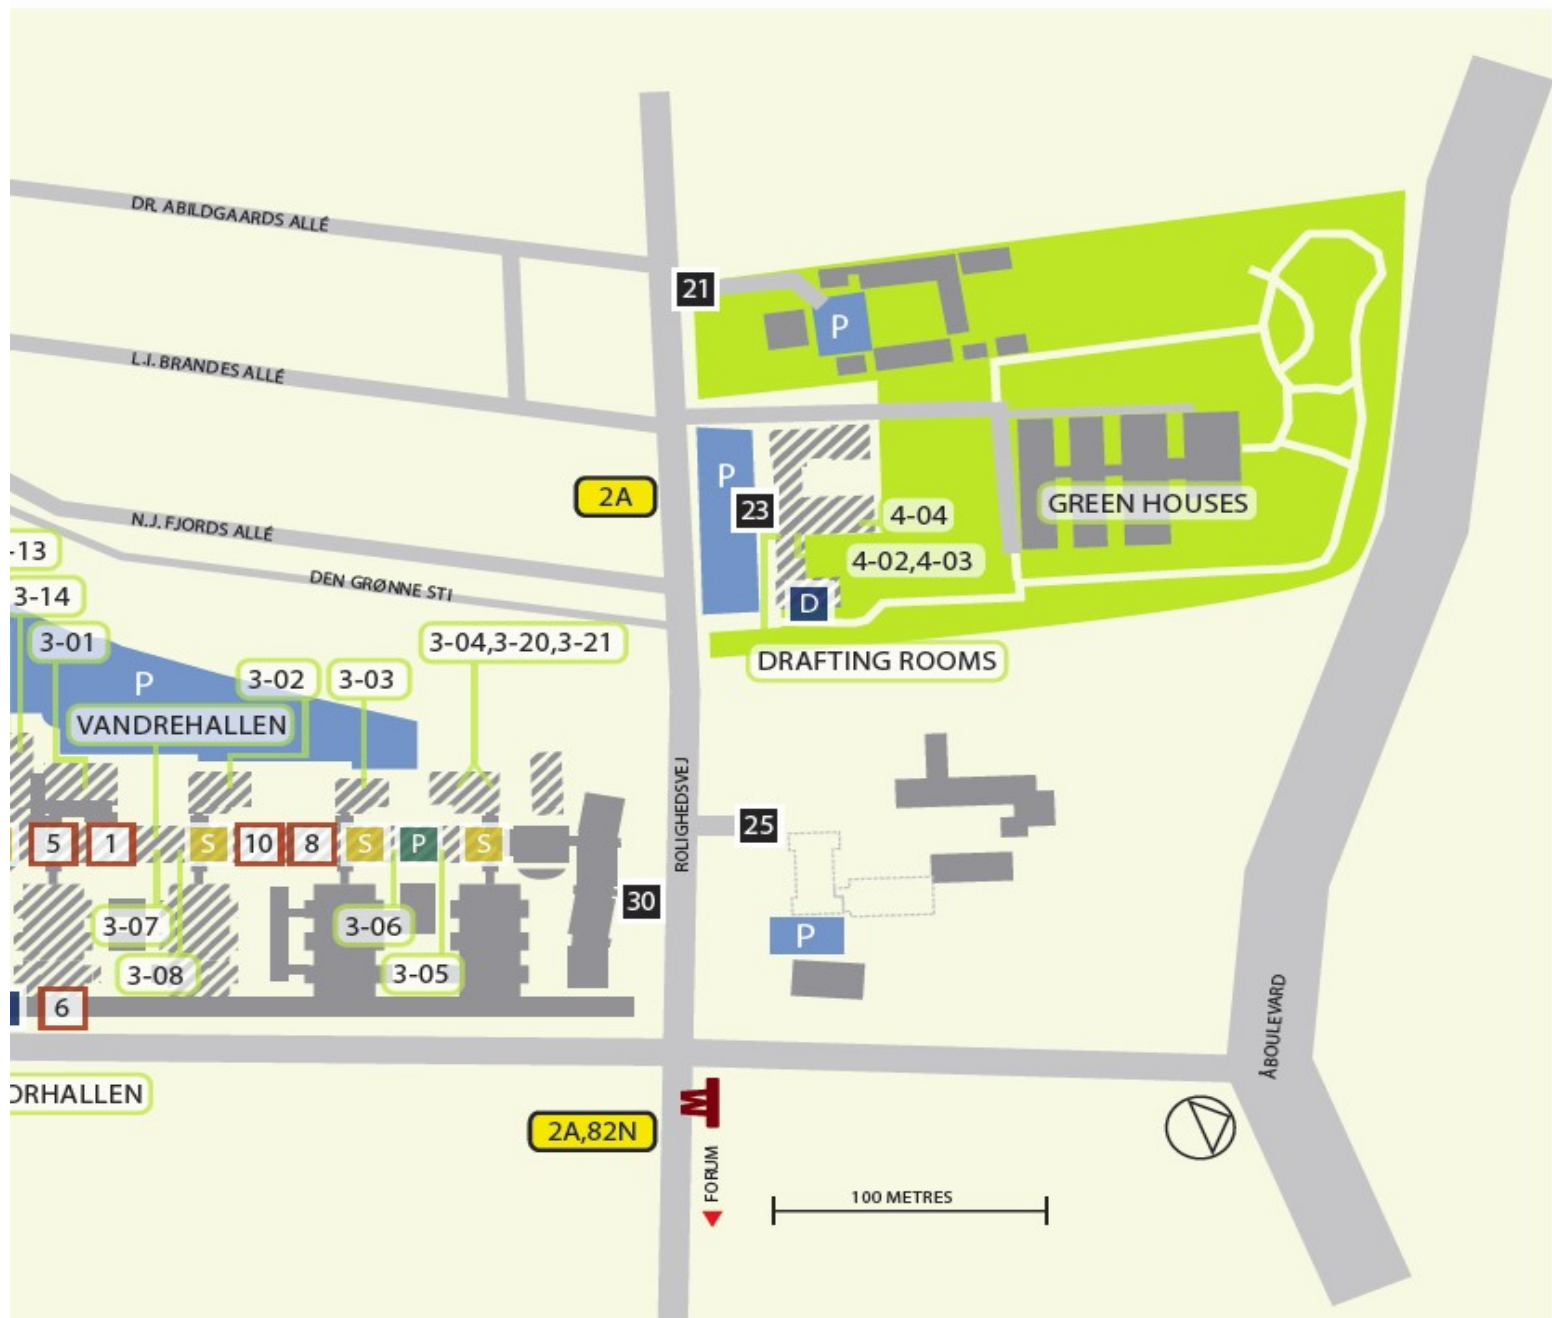 DR. ABILDGAARDS ALLÉ
21
P
L.I. BRANDES ALLÉ
P
2A
23
4-04
GREEN HOUSES
N.J. FJORDS ALLÉ
-13
4-02,4-03
DEN GRØNNE STI
3-14
D
3-01
3-04,3-20,3-21
DRAFTING ROOMS
P
3-02
3-03
VANDREHALLEN
ROLIGHEDSVEJ
25
5
1
S
10
8
S
P
S
30
3-07
3-06
P
3-08
3-05
6
ÅBOULEVARD
ORHALLEN
M
2A,82N
FORUM
100 METRES